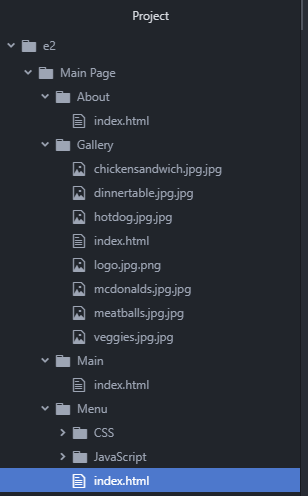 Project
e2
Main Page
About
index.html
Gallery
chickensandwich.jpg.jpg
dinnertable.jpg.jpg
hotdog.jpg.jpg
index.html
logo.jpg.png
mcdonalds.jpg.jpg
meatballs.jpg.jpg
veggies.jpg.jpg
Main
index.html
Menu
CSS
JavaScript
index.html